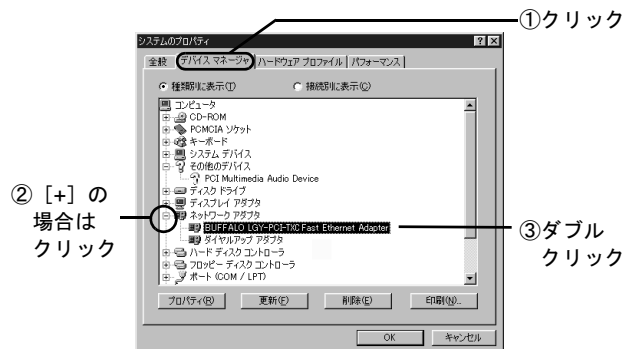 ①クリック
システムのプロパティ
全般 デバイス マネージャ ハードウェア プロファイル パフォーマンス
種類別に表示(T) 接続別に表示(C)
コンピュータ
CD-ROM
PCMCIA ソケット
キーボード
システム デバイス
その他のデバイス
PCI Multimedia Audio Device
ディスク ドライブ
ディスプレイ アダプタ
ネットワーク アダプタ
BUFFALO LGY-PCI-TXC Fast Ethernet Adapter
ダイヤルアップ アダプタ
ハード ディスク コントローラ
フロッピー ディスク コントローラ
ポート (COM / LPT)
② [+] の
場合は
クリック
③ダブル
クリック
プロパティ(R) 更新(F) 削除(E) 印刷(N)...
OK キャンセル